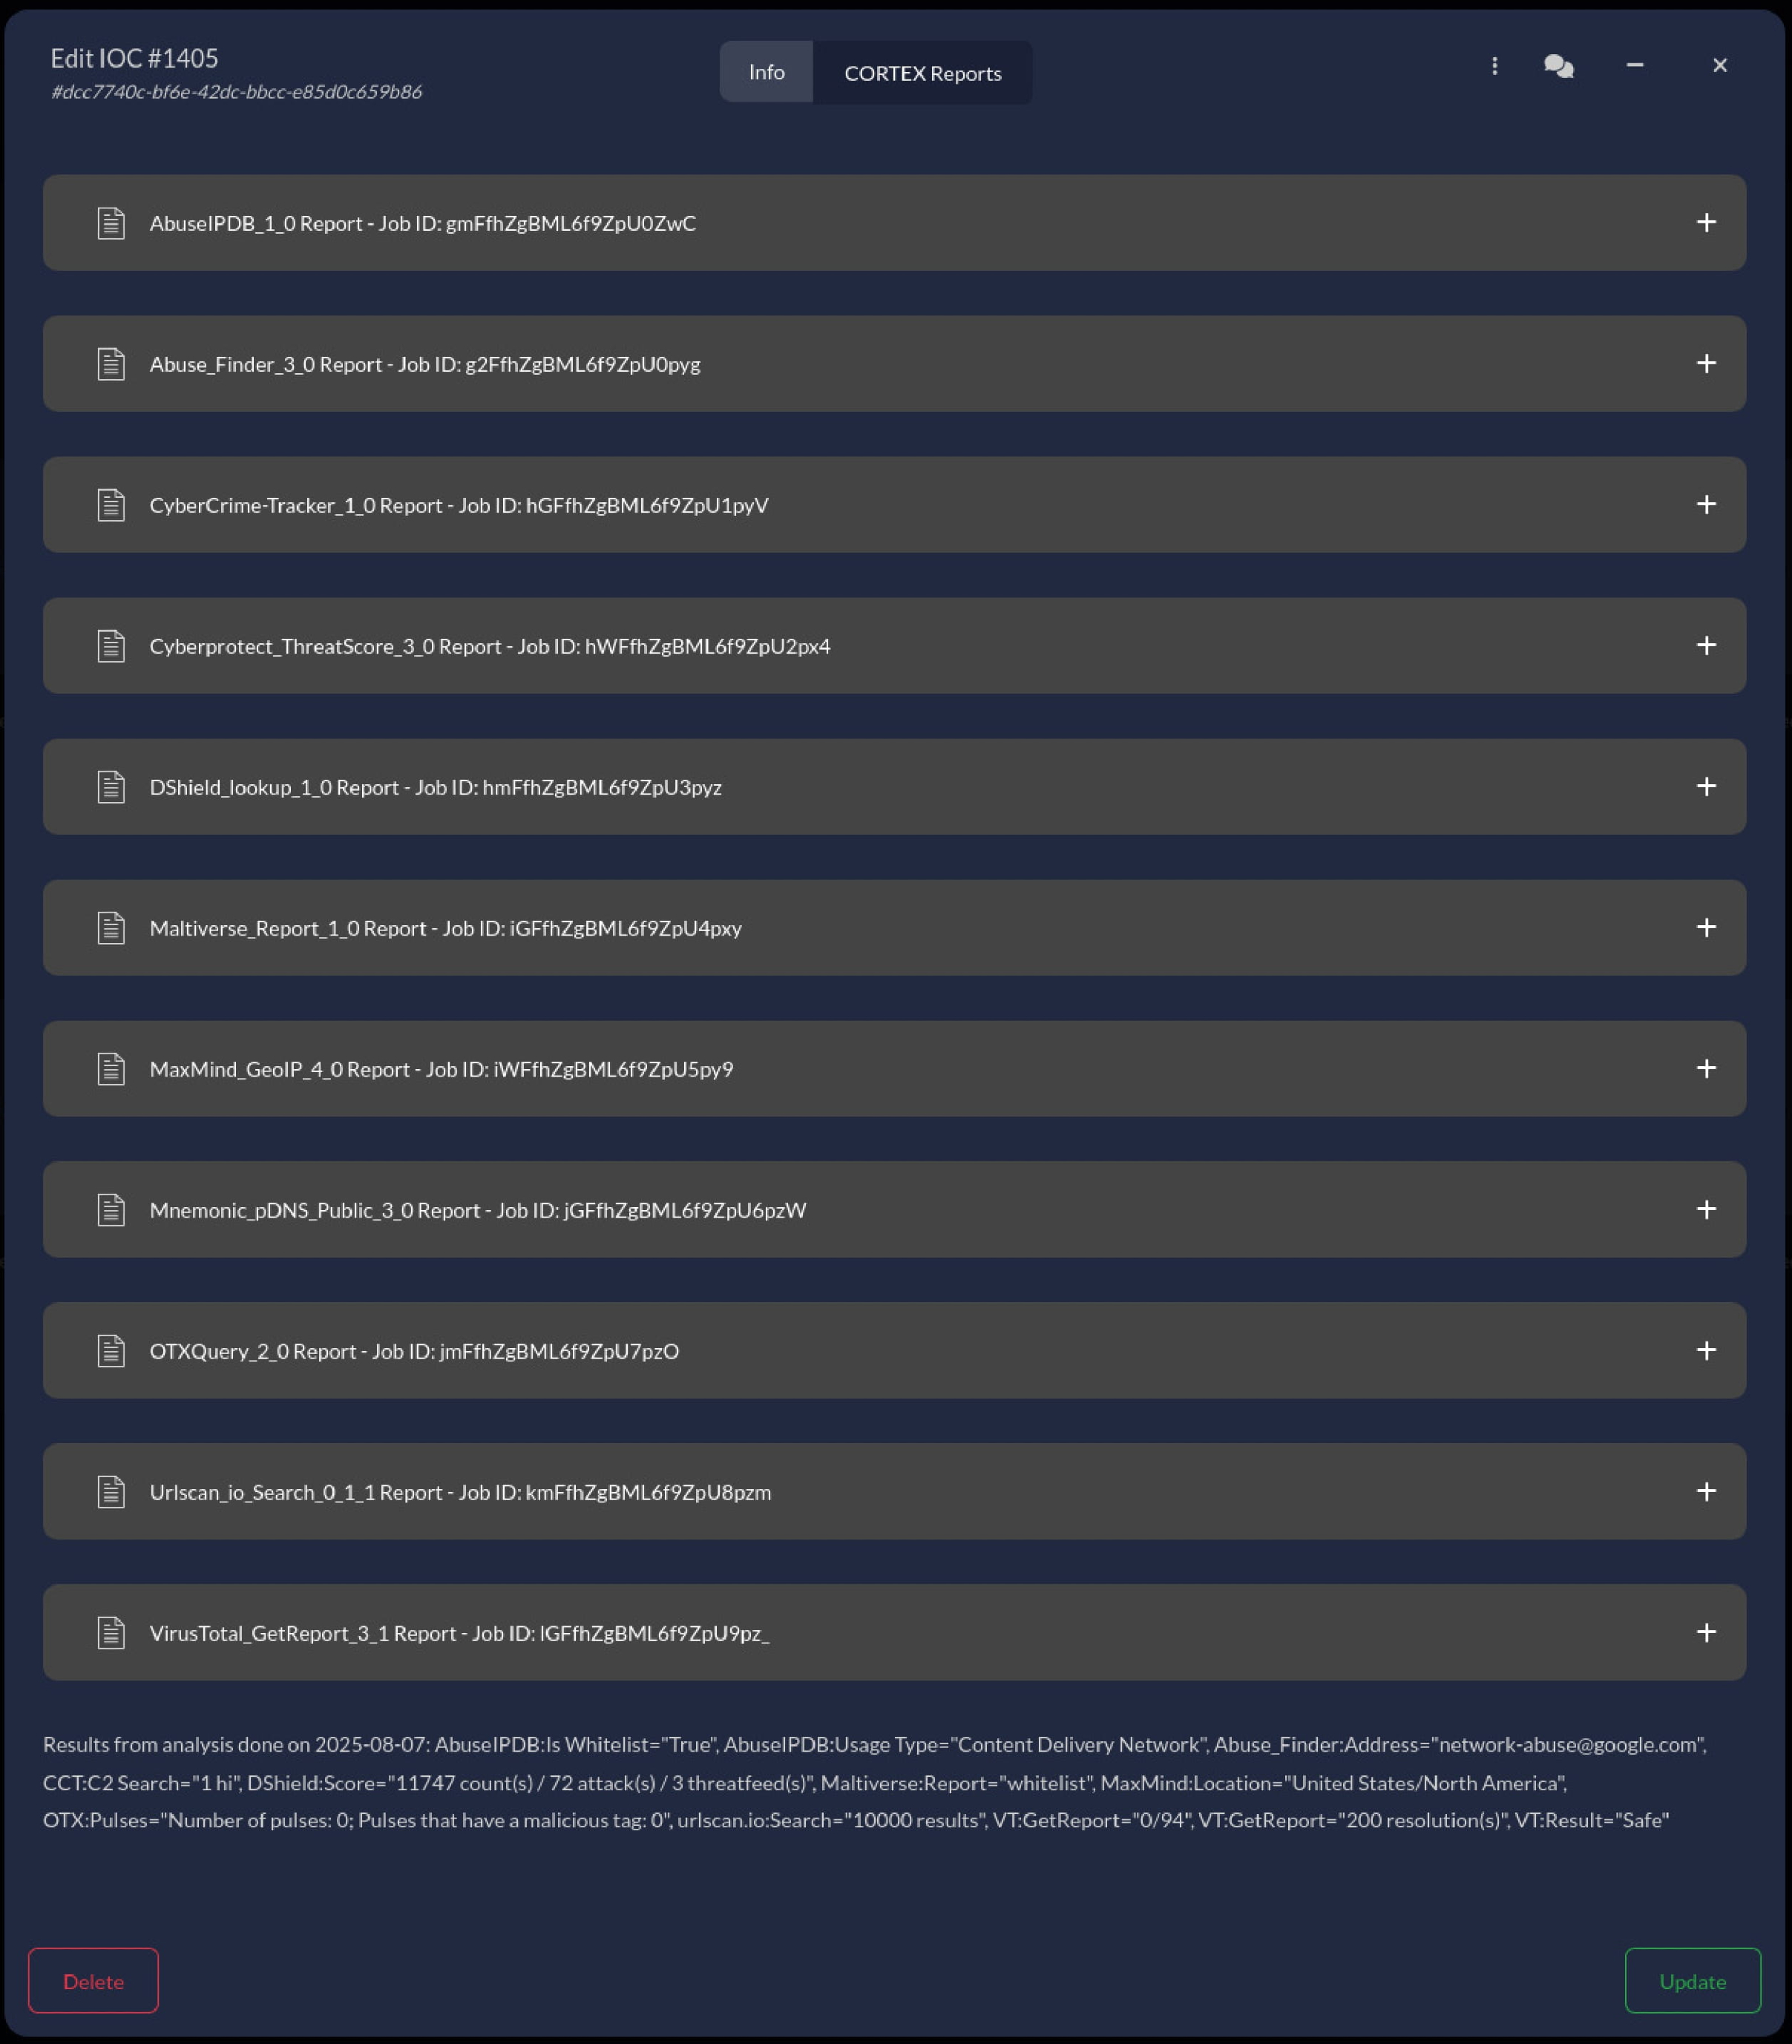 Edit IOC #1405
#dcc7740c-bf6e-42dc-bbcc-e85d0c659b86
Info
CORTEX Reports
AbuseIPDB_1_0 Report - Job ID: gmFfhZgBML6f9ZpU0ZwC
Abuse_Finder_3_0 Report - Job ID: g2FfhZgBML6f9ZpU0pyg
CyberCrime-Tracker_1_0 Report - Job ID: hGFfhZgBML6f9ZpU1pyV
Cyberprotect_ThreatScore_3_0 Report - Job ID: hWFfhZgBML6f9ZpU2px4
DShield_lookup_1_0 Report - Job ID: hmFfhZgBML6f9ZpU3pyz
Maltiverse_Report_1_0 Report - Job ID: iGFfhZgBML6f9ZpU4pxy
MaxMind_GeoIP_4_0 Report - Job ID: iWFfhZgBML6f9ZpU5py9
Mnemonic_pDNS_Public_3_0 Report - Job ID: jGFfhZgBML6f9ZpU6pzW
OTXQuery_2_0 Report - Job ID: jmFfhZgBML6f9ZpU7pzO
Urlscan_io_Search_0_1_1 Report - Job ID: kmFfhZgBML6f9ZpU8pzm
VirusTotal_GetReport_3_1 Report - Job ID: lGFfhZgBML6f9ZpU9pz_
Results from analysis done on 2025-08-07: AbuseIPDB:Is Whitelist="True", AbuseIPDB:Usage Type="Content Delivery Network", Abuse_Finder:Address="network-abuse@google.com",
CCT:C2 Search="1 hi", DShield:Score="11747 count(s) / 72 attack(s) / 3 threatfeed(s)", Maltiverse:Report="whitelist", MaxMind:Location="United States/North America",
OTX:Pulses="Number of pulses: 0; Pulses that have a malicious tag: 0", urlscan.io:Search="10000 results", VT:GetReport="0/94", VT:GetReport="200 resolution(s)", VT:Result="Safe"
Delete
Update